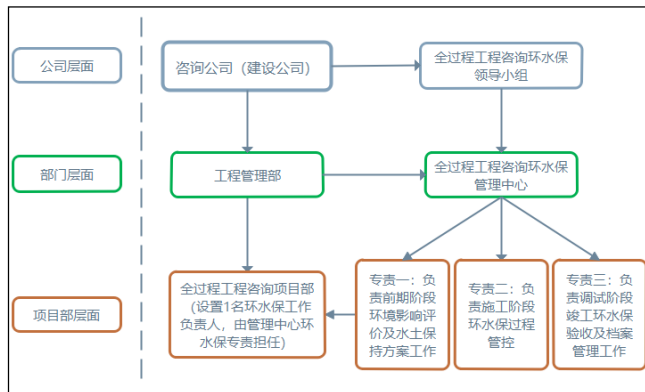 公司层面
咨询公司（建设公司）
全过程工程咨询环水保
领导小组
部门层面
工程管理部
全过程工程咨询环水保
管理中心
项目部层面
全过程工程咨询项目部
(设置1名环水保工作
负责人，由管理中心环
水保专责担任)
专责一：负
责前期阶段
环境影响评
价及水土保
持方案工作
专责二：负
责施工阶段
环水保过程
管控
专责三：负
责调试阶段
竣工环水保
验收及档案
管理工作